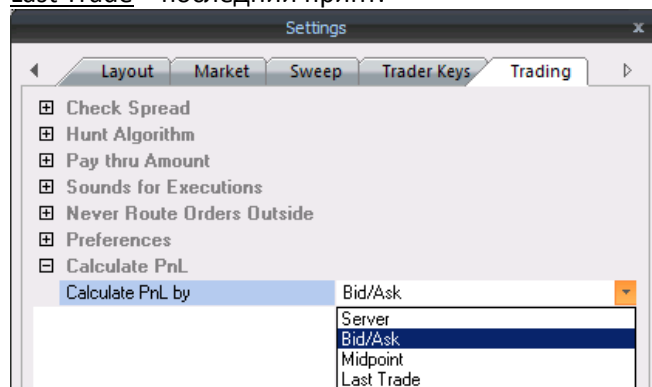 Last Trade – последний принт.
Settings x
Layout Market Sweep Trader Keys Trading
Check Spread
Hunt Algorithm
Pay thru Amount
Sounds for Executions
Never Route Orders Outside
Preferences
Calculate PnL
Calculate PnL by Bid/Ask
Server
Bid/Ask
Midpoint
Last Trade